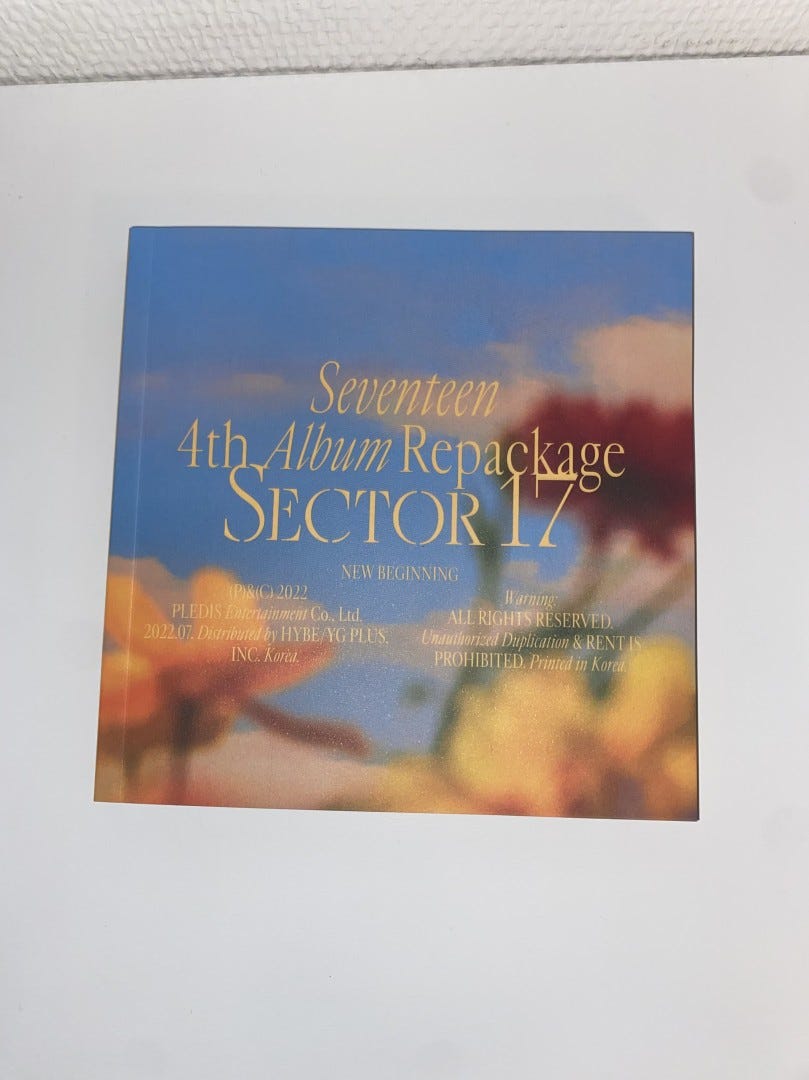 Seventeen
4th Album Repackage
SECTOR 17
NEW BEGINNING
(P)&(C) 2022
PLEDIS Entertainment Co., Ltd.
2022.07. Distributed by HYBE/YG PLUS,
INC. Korea.
Warning:
ALL RIGHTS RESERVED.
Unauthorized Duplication & RENT IS
PROHIBITED. Printed in Korea.